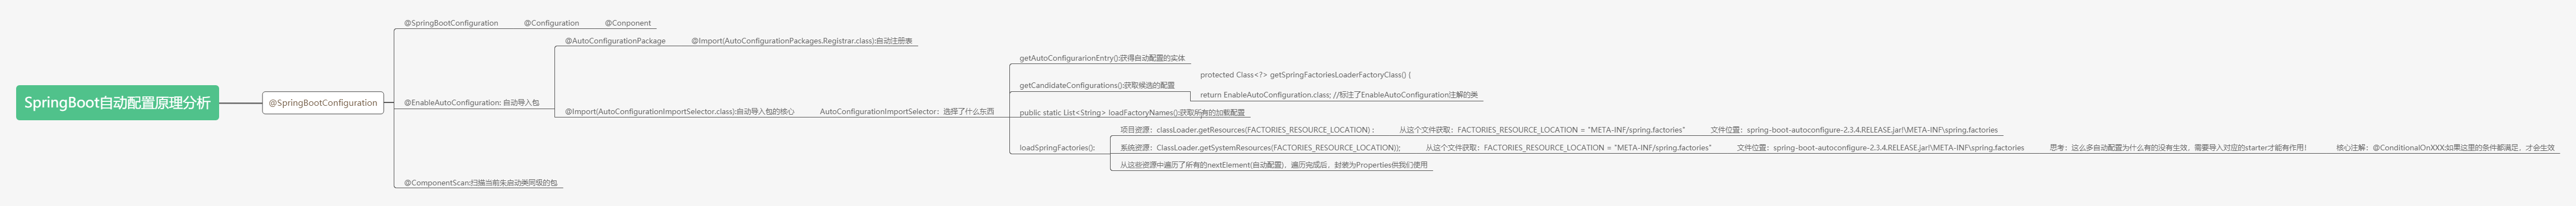 SpringBoot自动配置原理分析
@SpringBootConfiguration
@SpringBootConfiguration
@Configuration
@Conponent
@EnableAutoConfiguration: 自动导入包
@AutoConfigurationPackage
@Import(AutoConfigurationPackages.Registrar.class):自动注册表
@Import(AutoConfigurationImportSelector.class):自动导入包的核心
AutoConfigurationImportSelector：选择了什么东西
getAutoConfigurarionEntry():获得自动配置的实体
getCandidateConfigurations():获取候选的配置
protected Class<?> getSpringFactoriesLoaderFactoryClass() {
return EnableAutoConfiguration.class; //标注了EnableAutoConfiguration注解的类
public static List<String> loadFactoryNames():获取所有的加载配置
loadSpringFactories():
项目资源：classLoader.getResources(FACTORIES_RESOURCE_LOCATION) :
从这个文件获取：FACTORIES_RESOURCE_LOCATION = "META-INF/spring.factories"
文件位置：spring-boot-autoconfigure-2.3.4.RELEASE.jar!\META-INF\spring.factories
系统资源：ClassLoader.getSystemResources(FACTORIES_RESOURCE_LOCATION));
从这个文件获取：FACTORIES_RESOURCE_LOCATION = "META-INF/spring.factories"
文件位置：spring-boot-autoconfigure-2.3.4.RELEASE.jar!\META-INF\spring.factories
思考：这么多自动配置为什么有的没有生效，需要导入对应的starter才能有作用！
核心注解：@ConditionalOnXXX:如果这里的条件都满足，才会生效
从这些资源中遍历了所有的nextElement(自动配置)，遍历完成后，封装为Properties供我们使用
@ComponentScan:扫描当前朱启动类同级的包